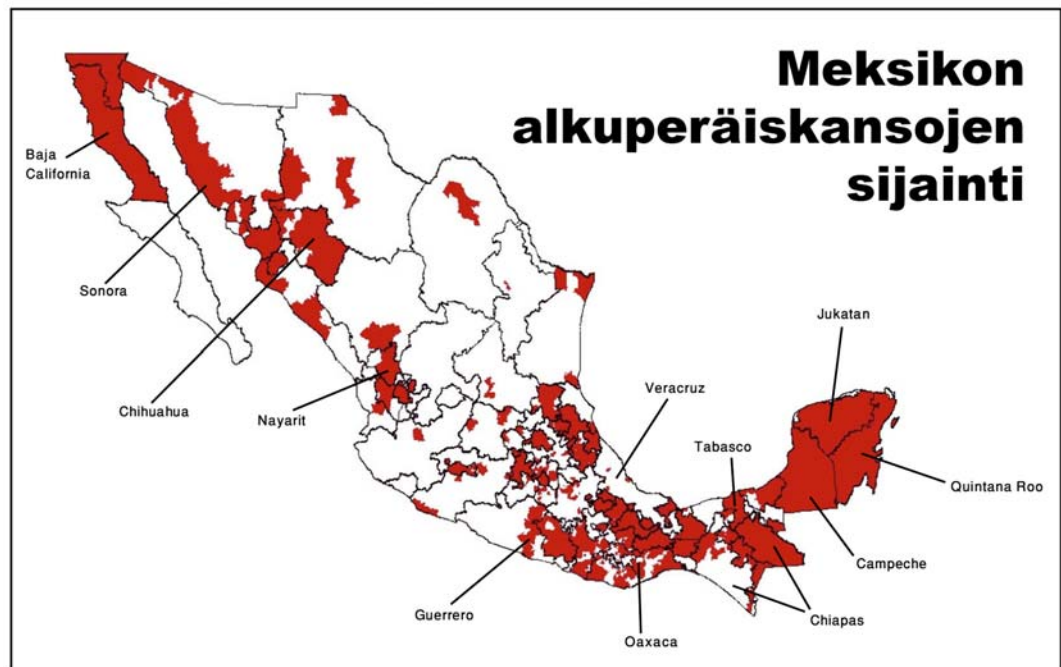 Meksikon
alkuperäiskansojen
sijainti
Baja
California
Sonora
Chihuahua
Nayarit
Guerrero
Oaxaca
Veracruz
Tabasco
Jukatan
Quintana Roo
Campeche
Chiapas